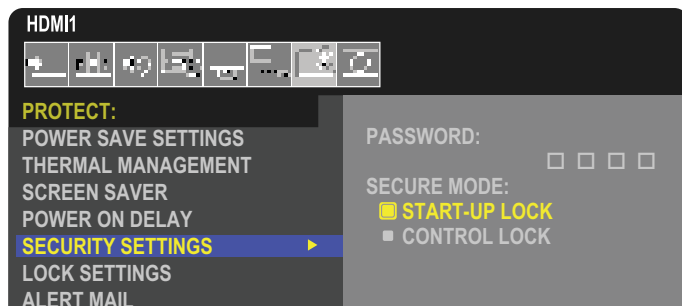 HDMI1
PROTECT:
POWER SAVE SETTINGS
THERMAL MANAGEMENT
SCREEN SAVER
POWER ON DELAY
SECURITY SETTINGS
LOCK SETTINGS
ALERT MAIL
PASSWORD:
SECURE MODE:
START-UP LOCK
CONTROL LOCK